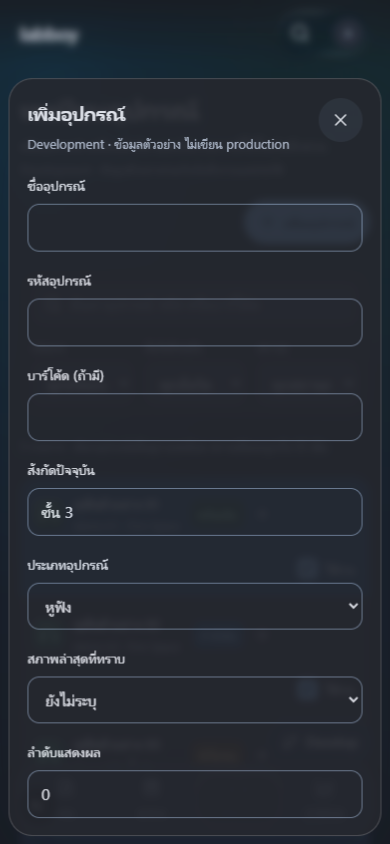 เพิ่มอุปกรณ์
Development · ข้อมูลตัวอย่าง ไม่เขียน production
ชื่ออุปกรณ์
รหัสอุปกรณ์
บาร์โค้ด (ถ้ามี)
สังกัดปัจจุบัน
ชั้น 3
ประเภทอุปกรณ์
หูฟัง
สภาพล่าสุดที่ทราบ
ยังไม่ระบุ
ลำดับแสดงผล
0